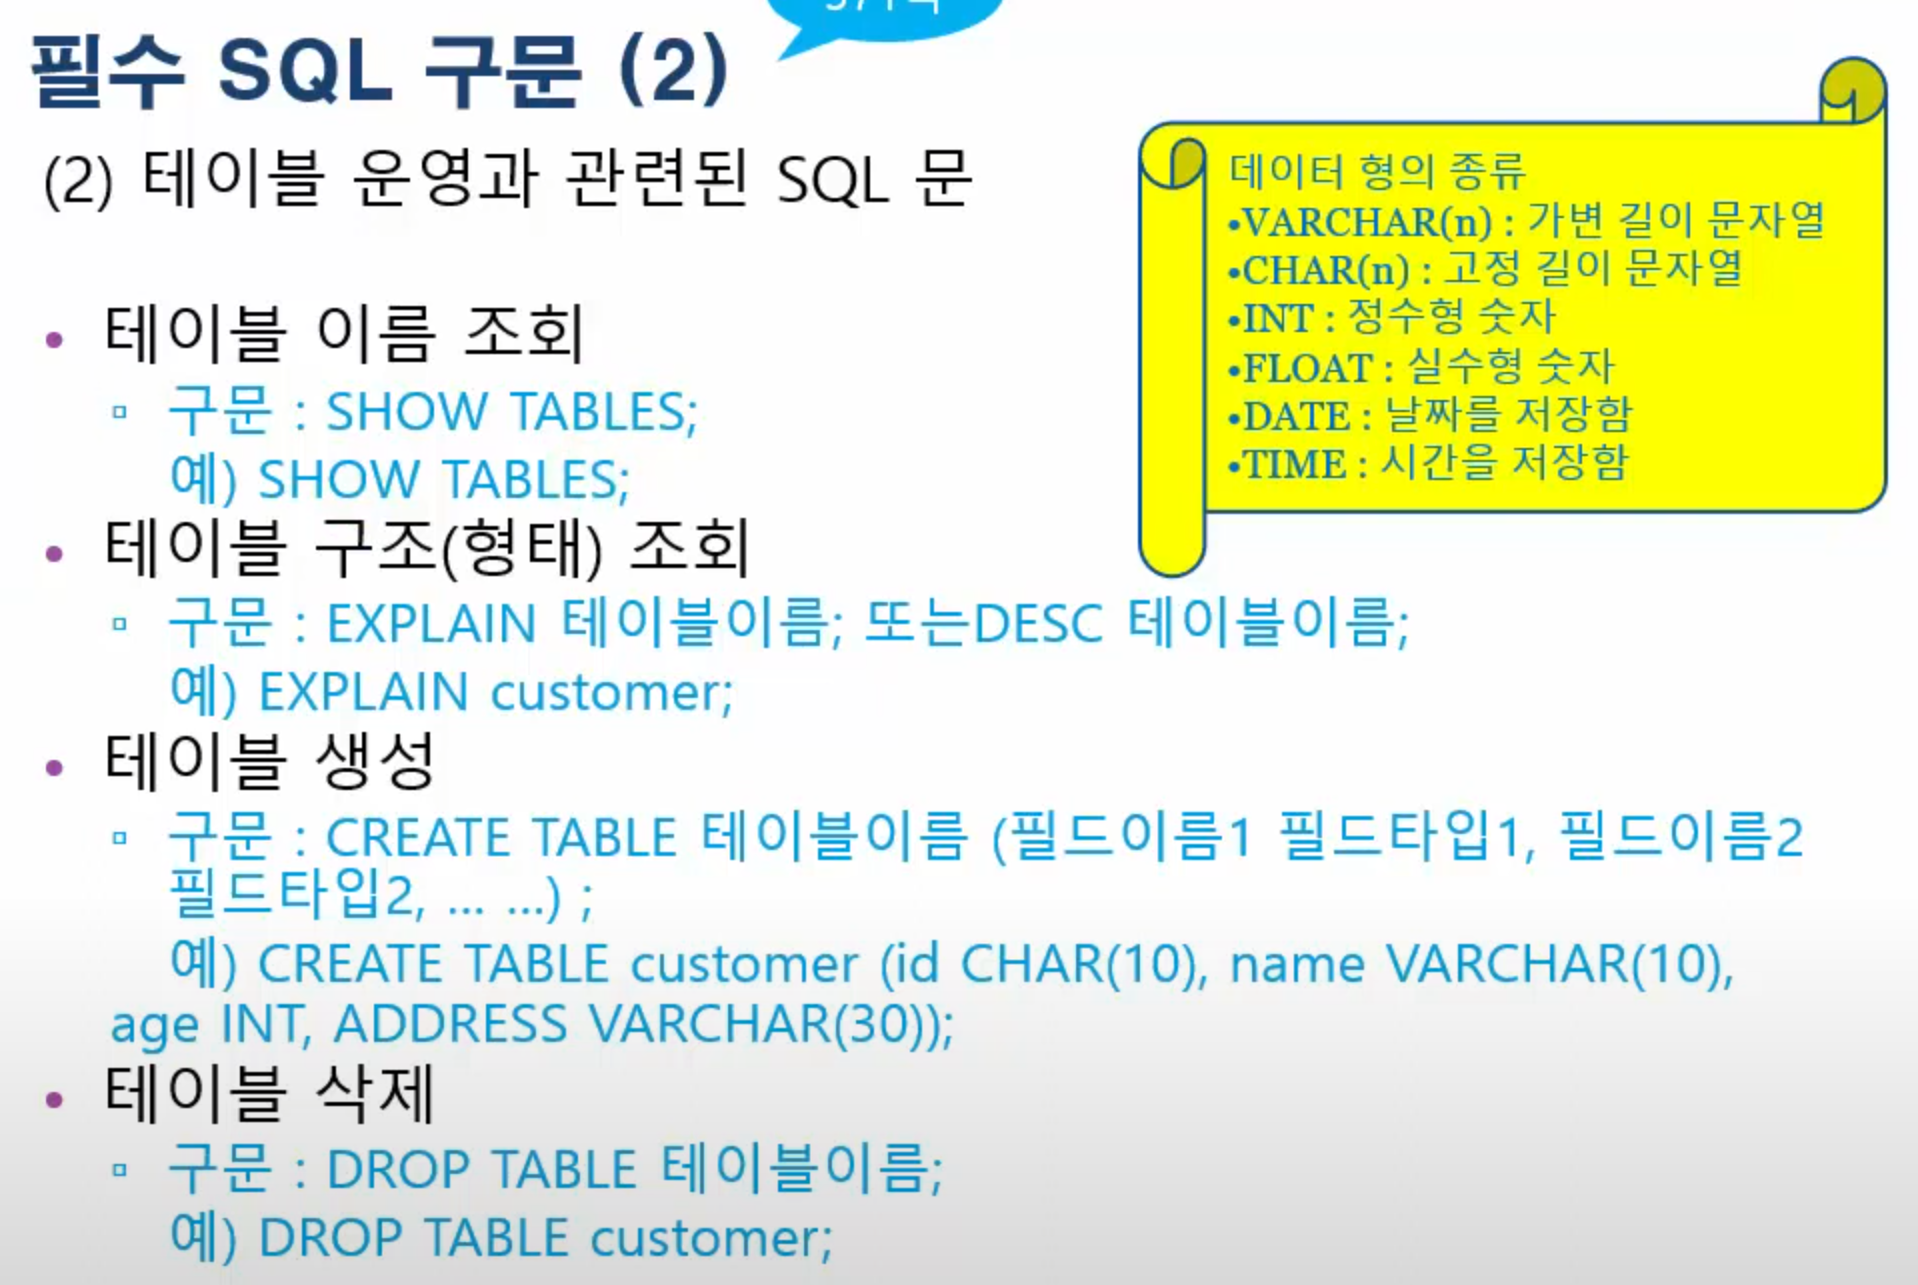 필수 SQL 구문 (2)
(2) 테이블 운영과 관련된 SQL 문
데이터 형의 종류
•VARCHAR(n) : 가변 길이 문자열
•CHAR(n) : 고정 길이 문자열
•INT : 정수형 숫자
•FLOAT : 실수형 숫자
•DATE : 날짜를 저장함
•TIME : 시간을 저장함
• 테이블 이름 조회
▫ 구문 : SHOW TABLES;
예) SHOW TABLES;
• 테이블 구조(형태) 조회
▫ 구문 : EXPLAIN 테이블이름; 또는DESC 테이블이름;
예) EXPLAIN customer;
• 테이블 생성
▫ 구문 : CREATE TABLE 테이블이름 (필드이름1 필드타입1, 필드이름2
필드타입2, ... ...) ;
예) CREATE TABLE customer (id CHAR(10), name VARCHAR(10),
age INT, ADDRESS VARCHAR(30));
• 테이블 삭제
▫ 구문 : DROP TABLE 테이블이름;
예) DROP TABLE customer;